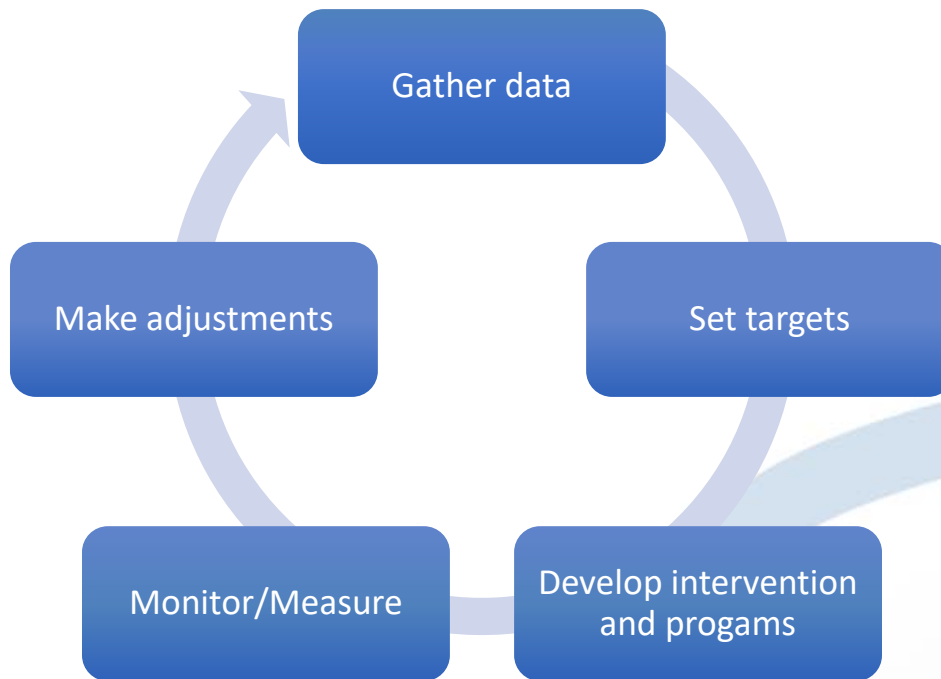 Gather data
Set targets
Develop intervention
and progams
Monitor/Measure
Make adjustments